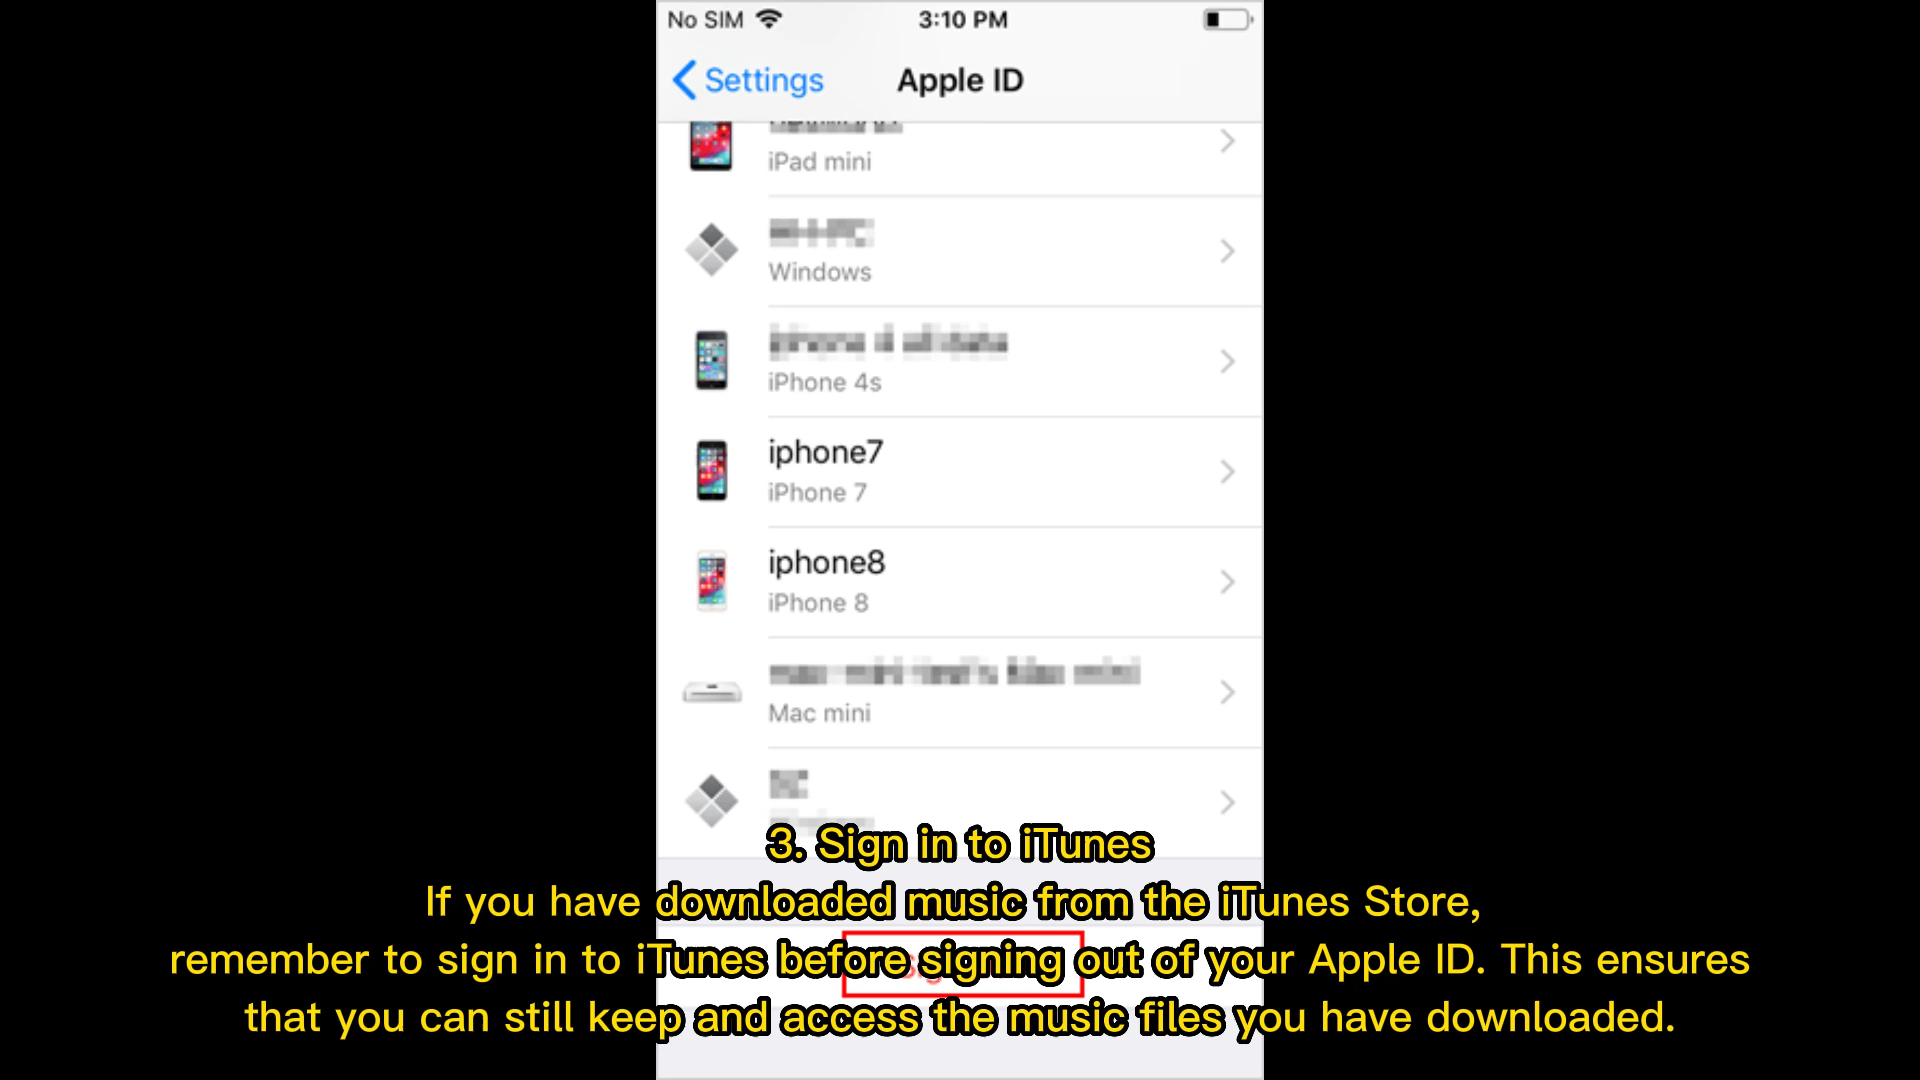 No SIM 3:10 PM
Settings Apple ID
iPad mini
Windows
iPhone 4s
iphone7
iPhone 7
iphone8
iPhone 8
Mac mini
3. Sign in to iTunes
If you have downloaded music from the iTunes Store,
remember to sign in to iTunes before signing out of your Apple ID. This ensures
that you can still keep and access the music files you have downloaded.